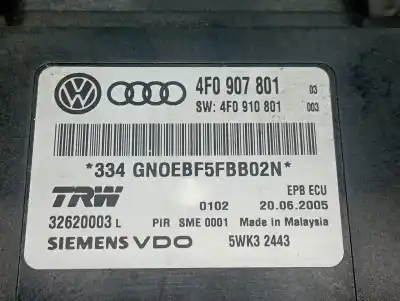 4F0 907 801 03
SW: 4F0 910 801 003
*334 GN0EBF5FBB02N*
TRW EPB ECU
0102 20.06.2005
32620003 L PIR SME 0001 Made in Malaysia
SIEMENS VDO 5WK3 2443